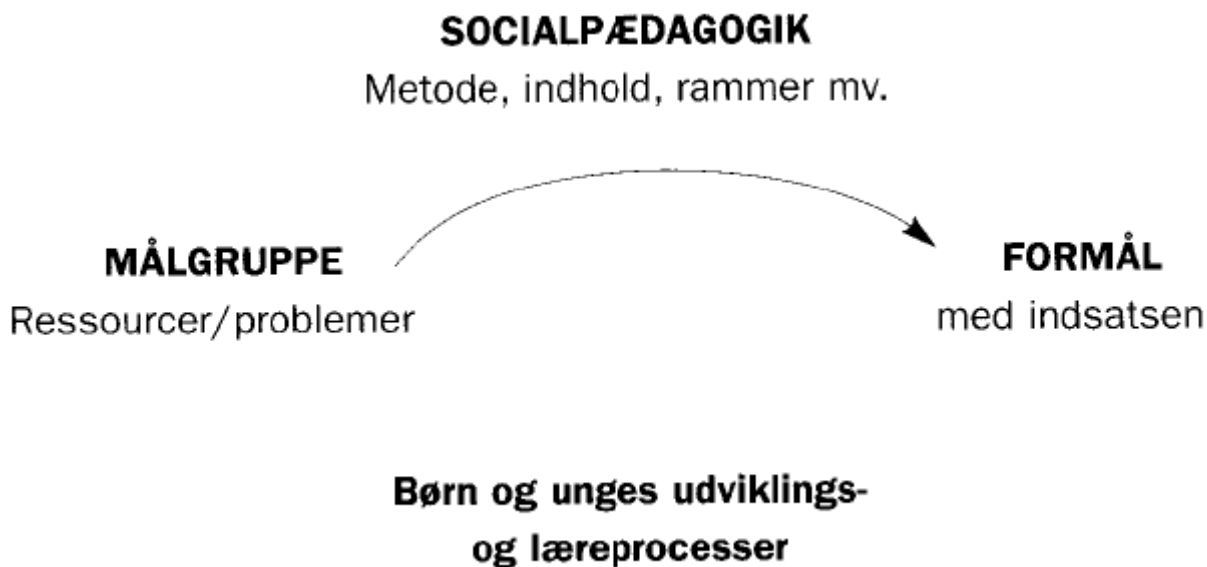 SOCIALPÆDAGOGIK
Metode, indhold, rammer mv.
MÅLGRUPPE
Ressourcer/problemer
FORMÅL
med indsatsen
Børn og unges udviklings-
og læreprocesser